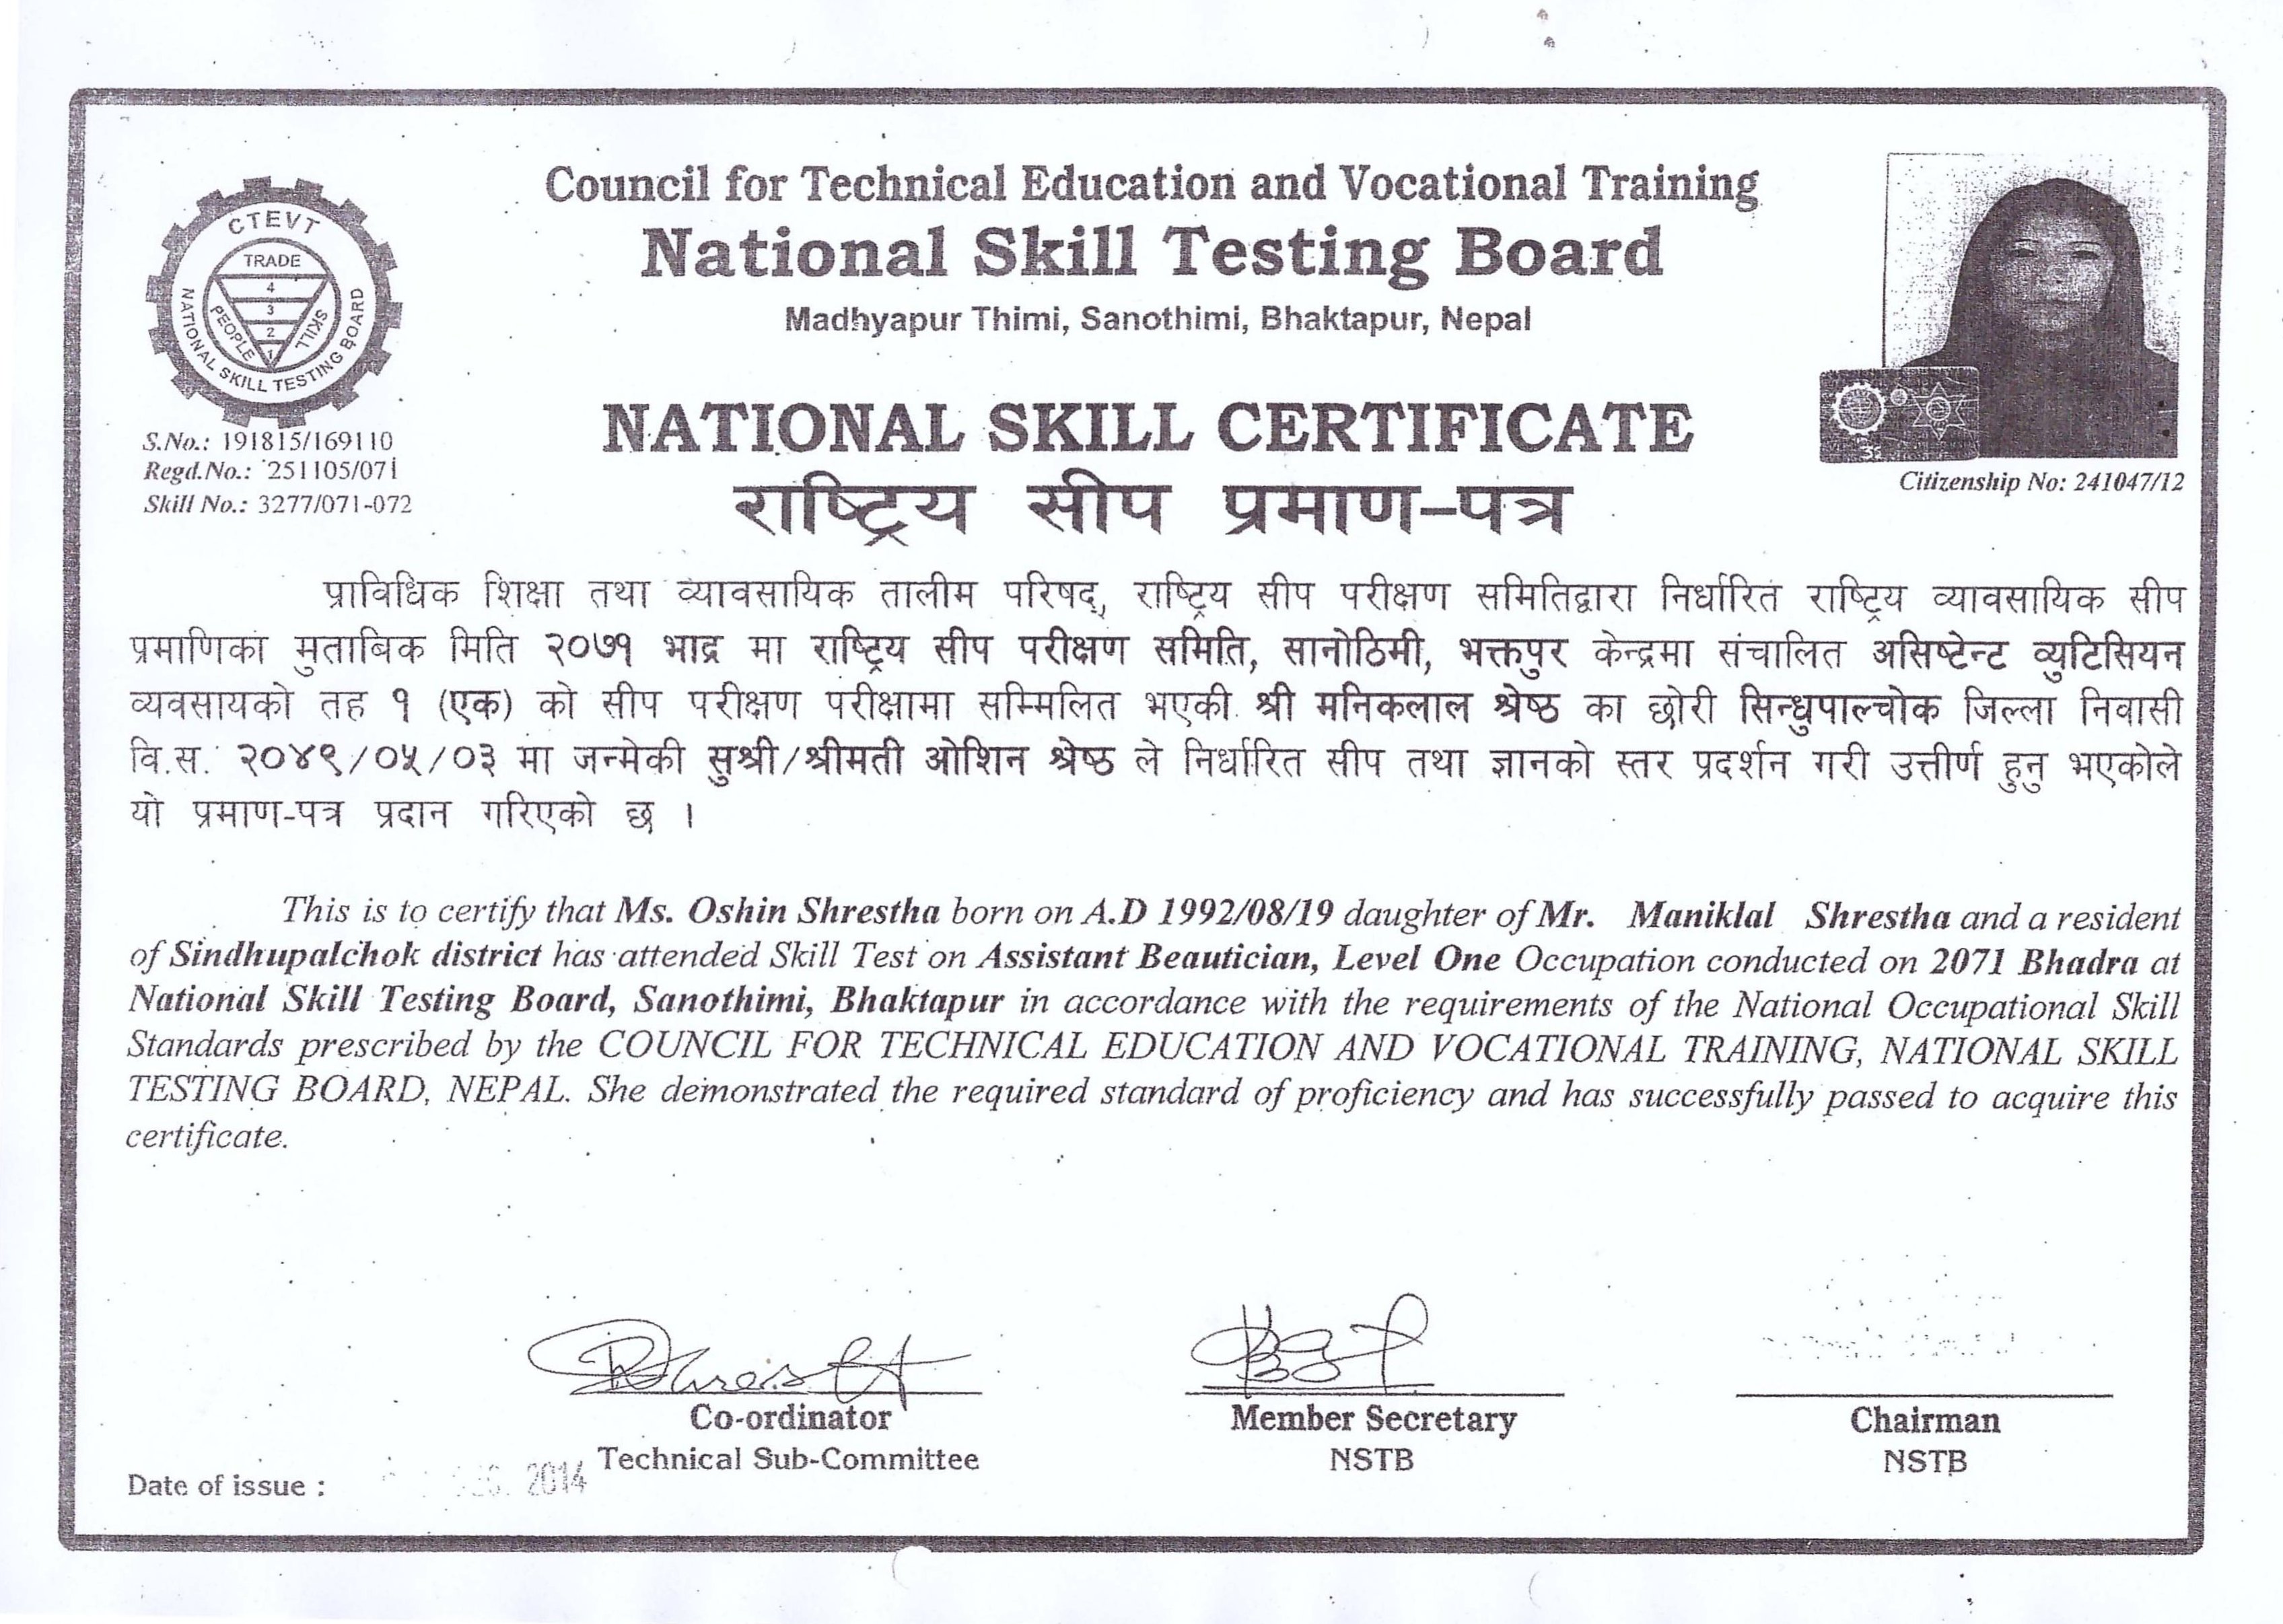 Council for Technical Education and Vocational Training
National Skill Testing Board
Madhyapur Thimi, Sanothimi, Bhaktapur, Nepal
CTEVT
NATIONAL SKILL TESTING BOARD
TRADE
PEOPLE
SKILL
4
3
2
1
S.No.: 191815/169110
Regd.No.: 251105/071
Skill No.: 3277/071-072
Citizenship No: 241047/12
NATIONAL SKILL CERTIFICATE
राष्ट्रिय सीप प्रमाण-पत्र
प्राविधिक शिक्षा तथा व्यावसायिक तालीम परिषद्, राष्ट्रिय सीप परीक्षण समितिद्वारा निर्धारित राष्ट्रिय व्यावसायिक सीप
प्रमाणिका मुताबिक मिति २०७१ भाद्र मा राष्ट्रिय सीप परीक्षण समिति, सानोठिमी, भक्तपुर केन्द्रमा संचालित असिष्टेन्ट व्युटिसियन
व्यवसायको तह १ (एक) को सीप परीक्षण परीक्षामा सम्मिलित भएकी श्री मनिकलाल श्रेष्ठ का छोरी सिन्धुपाल्चोक जिल्ला निवासी
वि.स. २०४९/०५/०३ मा जन्मेकी सुश्री/श्रीमती ओशिन श्रेष्ठ ले निर्धारित सीप तथा ज्ञानको स्तर प्रदर्शन गरी उत्तीर्ण हुनु भएकोले
यो प्रमाण-पत्र प्रदान गरिएको छ ।
This is to certify that Ms. Oshin Shrestha born on A.D 1992/08/19 daughter of Mr. Maniklal Shrestha and a resident
of Sindhupalchok district has attended Skill Test on Assistant Beautician, Level One Occupation conducted on 2071 Bhadra at
National Skill Testing Board, Sanothimi, Bhaktapur in accordance with the requirements of the National Occupational Skill
Standards prescribed by the COUNCIL FOR TECHNICAL EDUCATION AND VOCATIONAL TRAINING, NATIONAL SKILL
TESTING BOARD, NEPAL. She demonstrated the required standard of proficiency and has successfully passed to acquire this
certificate.
Co-ordinator
Technical Sub-Committee
Member Secretary
NSTB
Chairman
NSTB
Date of issue : 2014